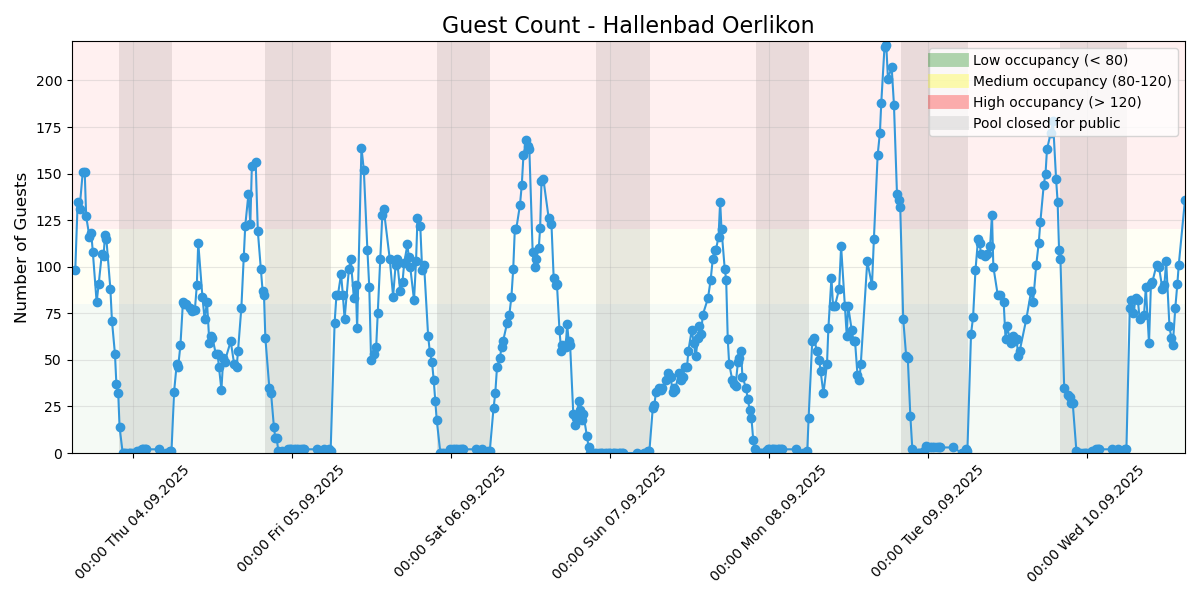 Guest Count - Hallenbad Oerlikon
Number of Guests
200
175
150
125
100
75
50
25
0
Low occupancy (< 80)
Medium occupancy (80-120)
High occupancy (> 120)
Pool closed for public
00:00 Thu 04.09.2025
00:00 Fri 05.09.2025
00:00 Sat 06.09.2025
00:00 Sun 07.09.2025
00:00 Mon 08.09.2025
00:00 Tue 09.09.2025
00:00 Wed 10.09.2025